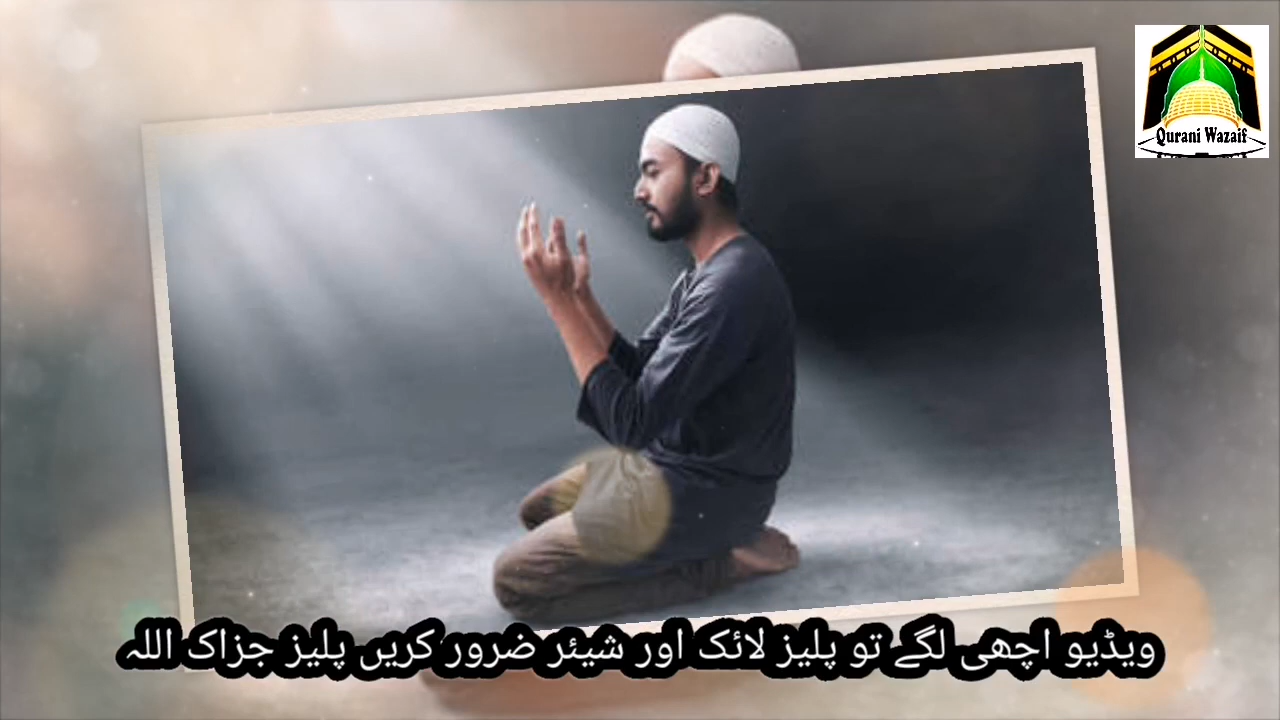 Qurani Wazaif
ویڈیو اچھی لگے تو پلیز لائک اور شیئر ضرور کریں پلیز جزاک اللہ